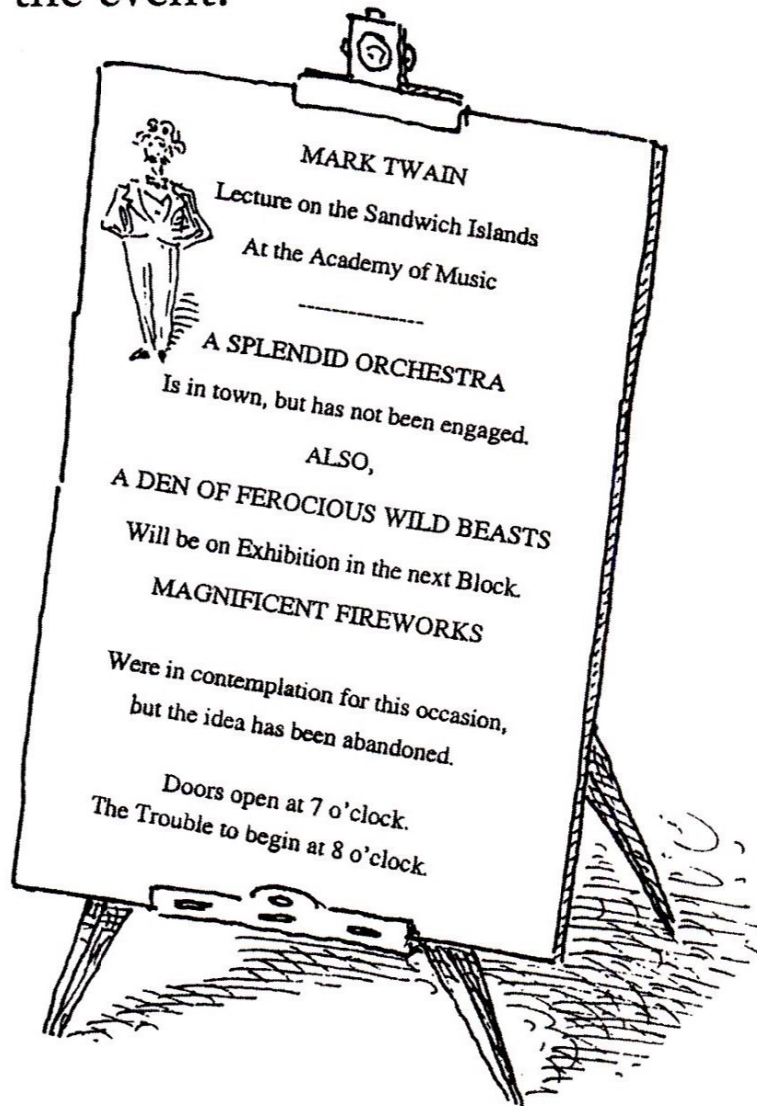 the event.
MARK TWAIN
Lecture on the Sandwich Islands
At the Academy of Music
---------------
A SPLENDID ORCHESTRA
Is in town, but has not been engaged.
ALSO,
A DEN OF FEROCIOUS WILD BEASTS
Will be on Exhibition in the next Block.
MAGNIFICENT FIREWORKS
Were in contemplation for this occasion,
but the idea has been abandoned.
Doors open at 7 o'clock.
The Trouble to begin at 8 o'clock.